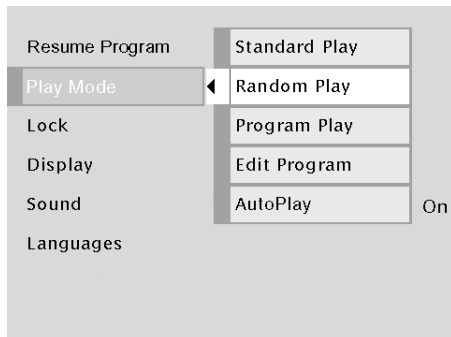 Resume Program
Play Mode
Lock
Display
Sound
Languages
Standard Play
Random Play
Program Play
Edit Program
AutoPlay On